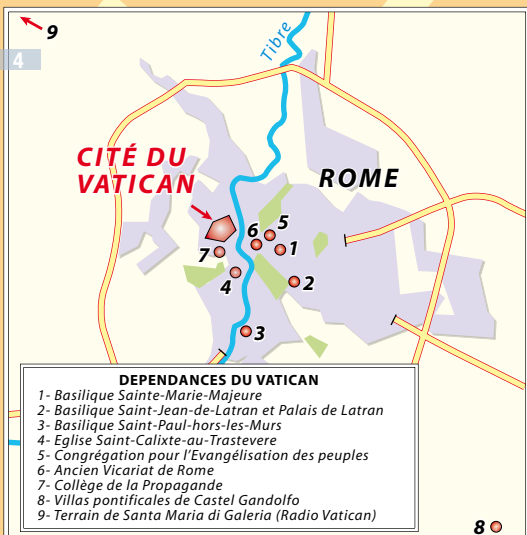 9
4
Tibre
CITÉ DU
VATICAN
ROME
5
6
1
7
4
2
3
DEPENDANCES DU VATICAN
1- Basilique Sainte-Marie-Majeure
2- Basilique Saint-Jean-de-Latran et Palais de Latran
3- Basilique Saint-Paul-hors-les-Murs
4- Eglise Saint-Calixte-au-Trastevere
5- Congrégation pour l'Evangélisation des peuples
6- Ancien Vicariat de Rome
7- Collège de la Propagande
8- Villas pontificales de Castel Gandolfo
9- Terrain de Santa Maria di Galeria (Radio Vatican)
8